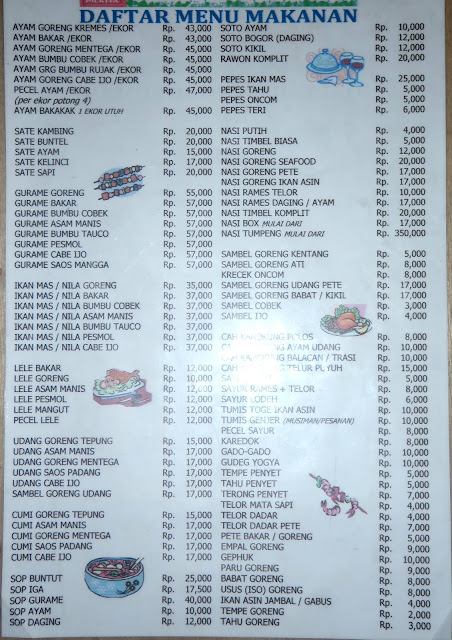 DAFTAR MENU MAKANAN
AYAM GORENG KREMES /EKOR Rp. 43,000
AYAM BAKAR /EKOR Rp. 43,000
AYAM GORENG MENTEGA /EKOR Rp. 45,000
AYAM BUMBU COBEK /EKOR Rp. 45,000
AYAM GRG BUMBU RUJAK /EKOR Rp. 45,000
AYAM GORENG CABE IJO /EKOR Rp. 45,000
PECEL AYAM /EKOR Rp. 47,000
(per ekor potong 4)
AYAM BAKAKAK 1 EKOR UTUH Rp. 45,000
SATE KAMBING Rp. 20,000
SATE BUNTEL Rp. 20,000
SATE AYAM Rp. 15,000
SATE KELINCI Rp. 17,000
SATE SAPI Rp. 20,000
GURAME GORENG Rp. 55,000
GURAME BAKAR Rp. 57,000
GURAME BUMBU COBEK Rp. 57,000
GURAME ASAM MANIS Rp. 57,000
GURAME BUMBU TAUCO Rp. 57,000
GURAME PESMOL Rp. 57,000
GURAME CABE IJO Rp. 57,000
GURAME SAOS MANGGA Rp. 57,000
IKAN MAS / NILA GORENG Rp. 35,000
IKAN MAS / NILA BAKAR Rp. 37,000
IKAN MAS / NILA BUMBU COBEK Rp. 37,000
IKAN MAS / NILA ASAM MANIS Rp. 37,000
IKAN MAS / NILA BUMBU TAUCO Rp. 37,000
IKAN MAS / NILA PESMOL Rp. 37,000
IKAN MAS / NILA CABE IJO Rp. 37,000
LELE BAKAR Rp. 12,000
LELE GORENG Rp. 10,000
LELE ASAM MANIS Rp. 12,000
LELE PESMOL Rp. 12,000
LELE MANGUT Rp. 12,000
PECEL LELE Rp. 12,000
UDANG GORENG TEPUNG Rp. 15,000
UDANG ASAM MANIS Rp. 17,000
UDANG GORENG MENTEGA Rp. 17,000
UDANG SAOS PADANG Rp. 17,000
UDANG CABE IJO Rp. 17,000
SAMBEL GORENG UDANG Rp. 17,000
CUMI GORENG TEPUNG Rp. 15,000
CUMI ASAM MANIS Rp. 17,000
CUMI GORENG MENTEGA Rp. 17,000
CUMI SAOS PADANG Rp. 17,000
CUMI CABE IJO Rp. 17,000
SOP BUNTUT Rp. 25,000
SOP IGA Rp. 17,500
SOP GURAME Rp. 40,000
SOP AYAM Rp. 10,000
SOP DAGING Rp. 12,000
SOTO AYAM Rp. 10,000
SOTO BOGOR (DAGING) Rp. 12,000
SOTO KIKIL Rp. 12,000
RAWON KOMPLIT Rp. 20,000
PEPES IKAN MAS Rp. 25,000
PEPES TAHU Rp. 5,000
PEPES ONCOM Rp. 5,000
PEPES TERI Rp. 6,000
NASI PUTIH Rp. 4,000
NASI TIMBEL BIASA Rp. 5,000
NASI GORENG Rp. 12,000
NASI GORENG SEAFOOD Rp. 20,000
NASI GORENG PETE Rp. 17,000
NASI GORENG IKAN ASIN Rp. 17,000
NASI RAMES TELOR Rp. 10,000
NASI RAMES DAGING / AYAM Rp. 17,000
NASI TIMBEL KOMPLIT Rp. 20,000
NASI BOX MULAI DARI Rp. 17,000
NASI TUMPENG MULAI DARI Rp. 350,000
SAMBEL GORENG KENTANG Rp. 5,000
SAMBEL GORENG ATI Rp. 8,000
KRECEK ONCOM Rp. 8,000
SAMBEL GORENG UDANG PETE Rp. 17,000
SAMBEL GORENG BABAT / KIKIL Rp. 17,000
SAMBEL COBEK Rp. 3,000
SAMBEL IJO Rp. 4,000
CAH KANGKUNG POLOS Rp. 8,000
AYAM UDANG Rp. 10,000
BALACAN / TRASI Rp. 10,000
CAH TELUR PUYUH Rp. 15,000
Rp. 5,000
SAYUR RAMES + TELOR Rp. 8,000
SAYUR LODEH Rp. 6,000
TUMIS TOGE IKAN ASIN Rp. 10,000
TUMIS GENJER (MUSIMAN/PESANAN) Rp. 10,000
PECEL SAYUR Rp. 8,000
KAREDOK Rp. 8,000
GADO-GADO Rp. 10,000
GUDEG YOGYA Rp. 10,000
TEMPE PENYET Rp. 5,000
TAHU PENYET Rp. 5,000
TERONG PENYET Rp. 7,000
TELOR MATA SAPI Rp. 4,000
TELOR DADAR Rp. 4,000
TELOR DADAR PETE Rp. 7,000
PETE BAKAR / GORENG Rp. 5,000
EMPAL GORENG Rp. 9,000
GEPHUK Rp. 10,000
PARU GORENG Rp. 9,000
BABAT GORENG Rp. 8,000
USUS (ISO) GORENG Rp. 8,000
IKAN ASIN JAMBAL / GABUS Rp. 4,000
TEMPE GORENG Rp. 2,000
TAHU GORENG Rp. 3,000